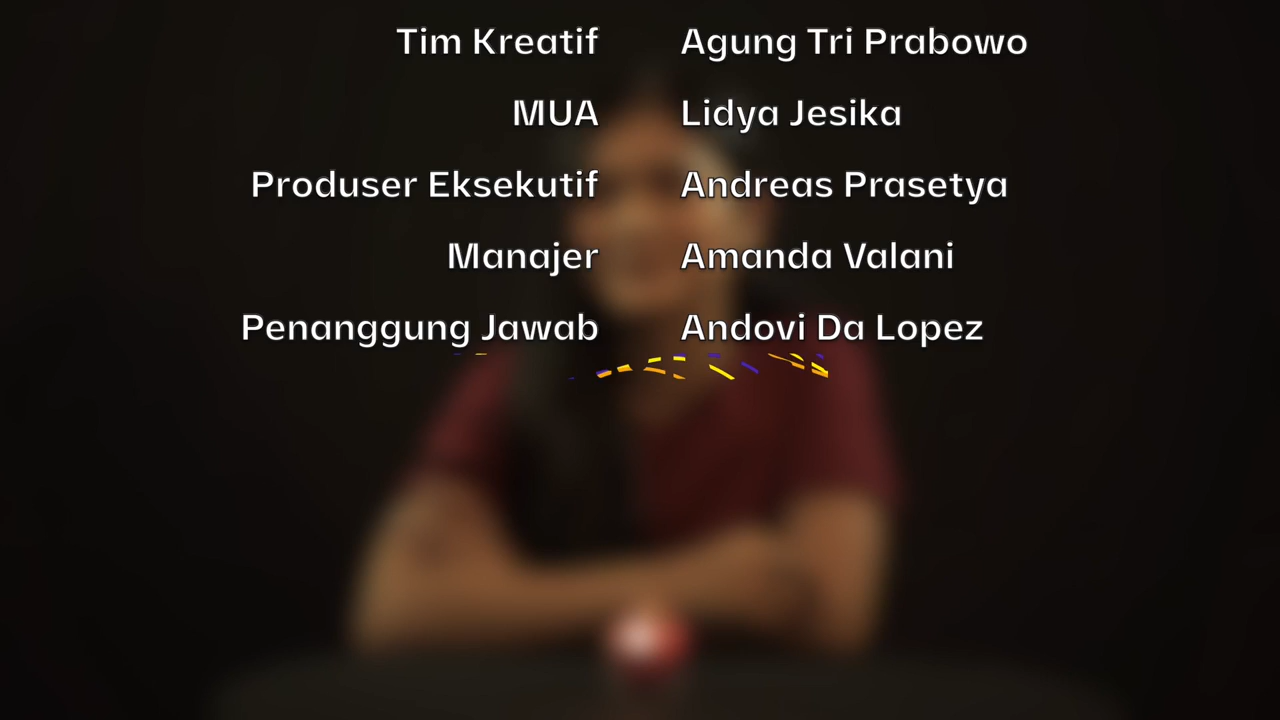 Tim Kreatif Agung Tri Prabowo
MUA Lidya Jesika
Produser Eksekutif Andreas Prasetya
Manajer Amanda Valani
Penanggung Jawab Andovi Da Lopez